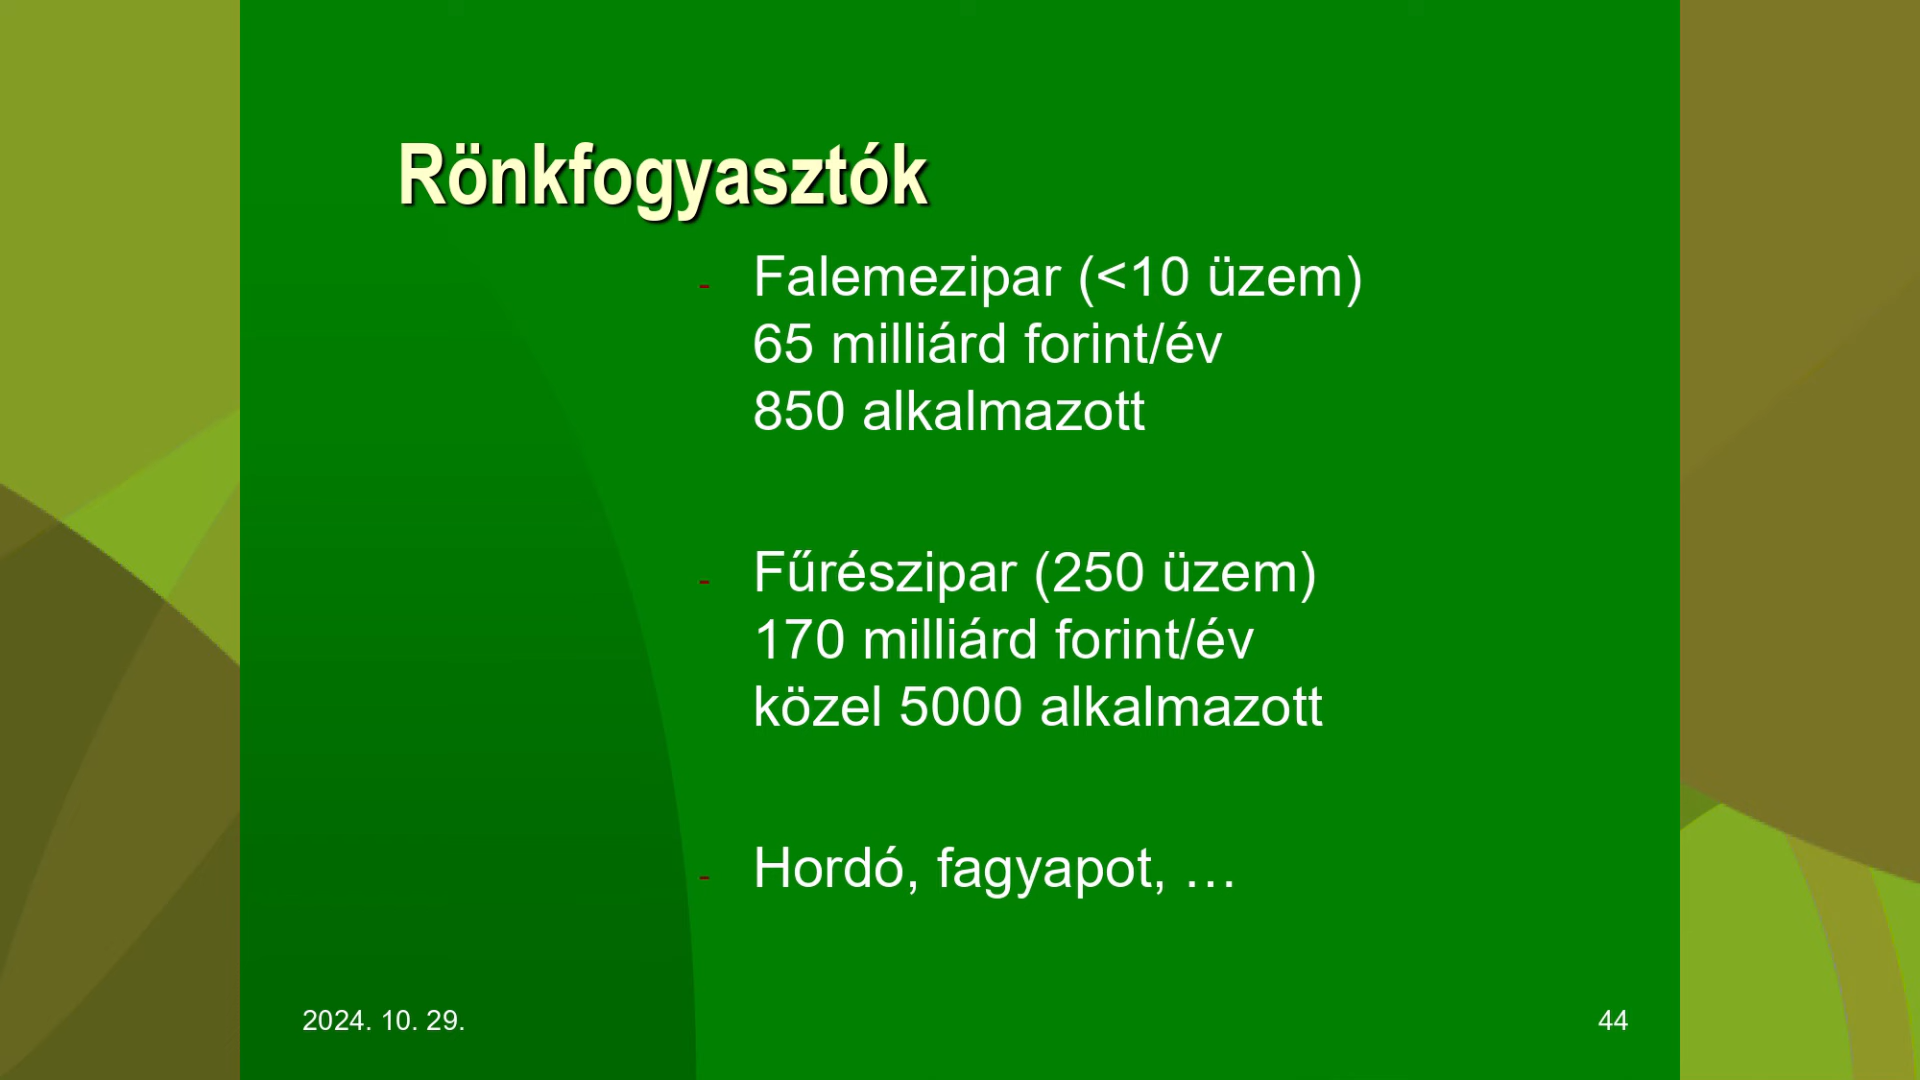 Rönkfogyasztók
- Falemezipar (<10 üzem)
65 milliárd forint/év
850 alkalmazott
- Fűrészipar (250 üzem)
170 milliárd forint/év
közel 5000 alkalmazott
- Hordó, fagyapot, …
2024. 10. 29.
44